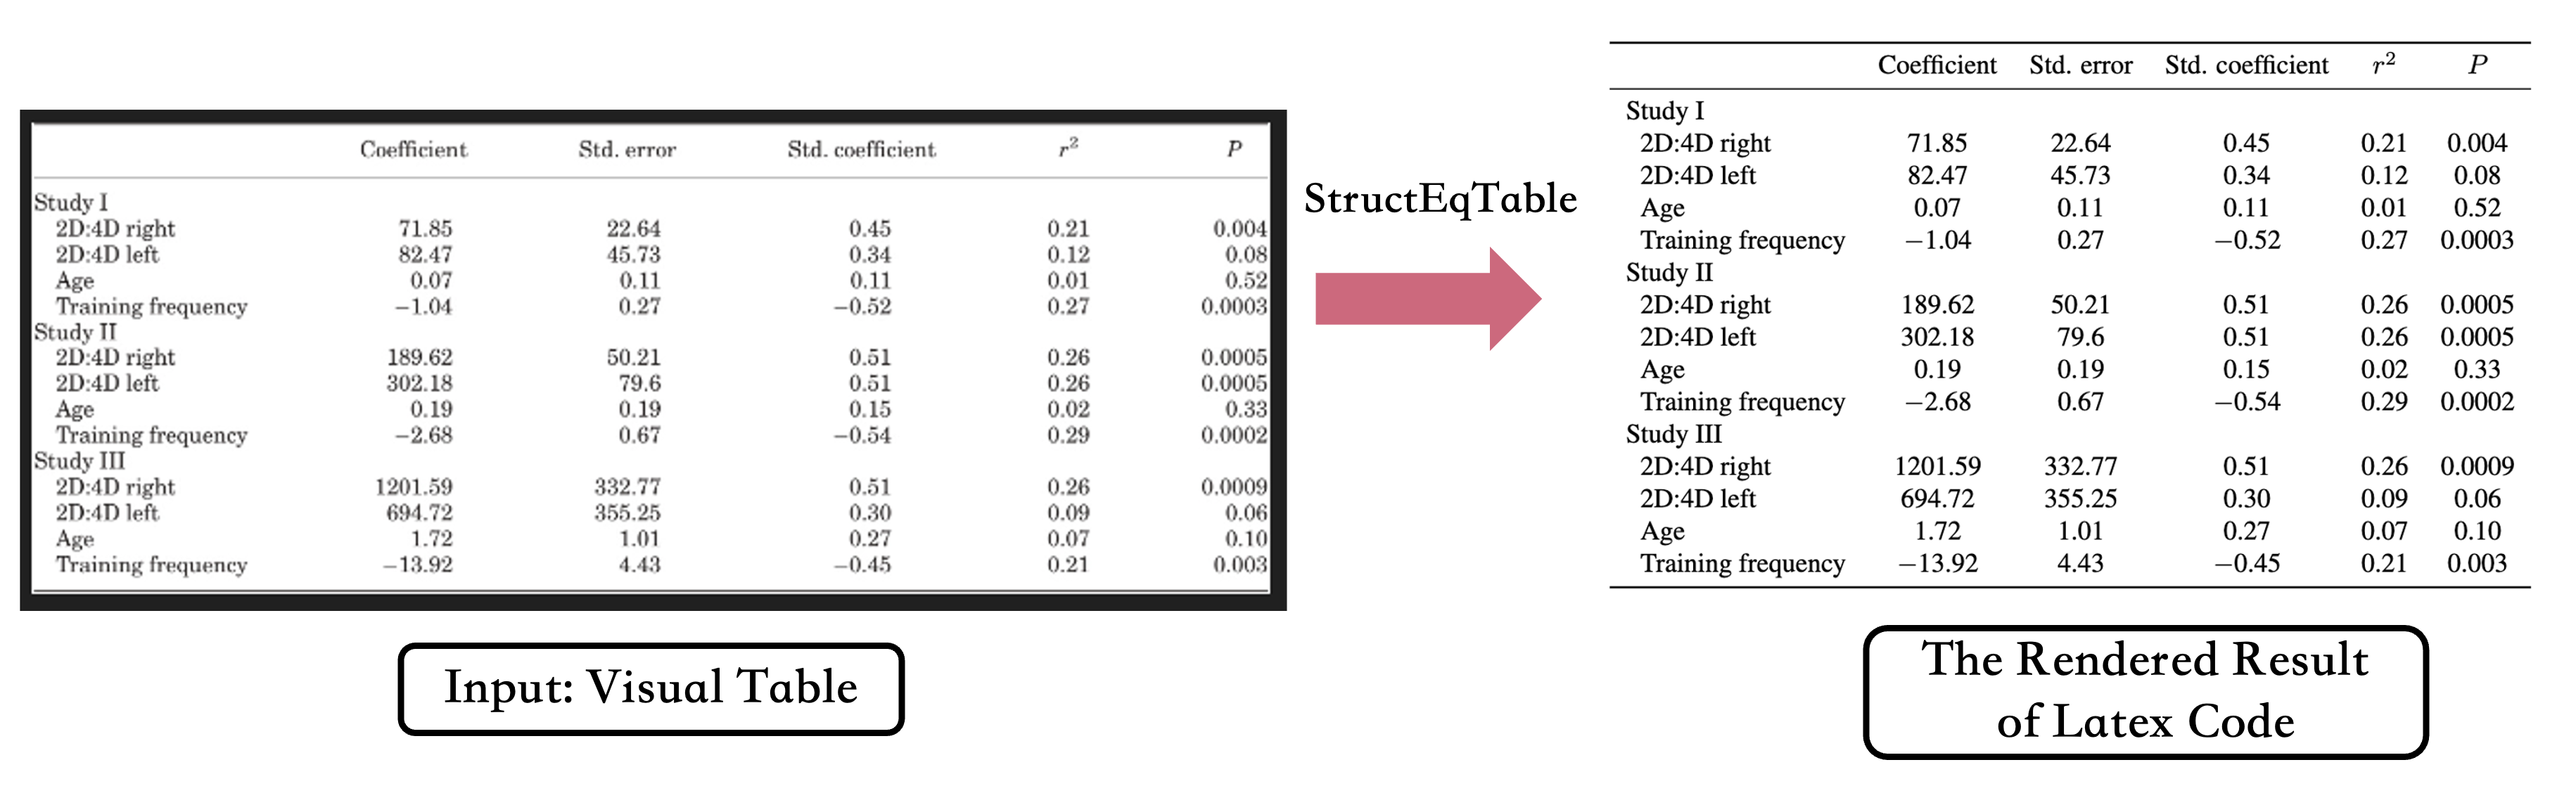 Coefficient Std. error Std. coefficient r² P
Study I
2D:4D right 71.85 22.64 0.45 0.21 0.004
2D:4D left 82.47 45.73 0.34 0.12 0.08
Age 0.07 0.11 0.11 0.01 0.52
Training frequency −1.04 0.27 −0.52 0.27 0.0003
Study II
2D:4D right 189.62 50.21 0.51 0.26 0.0005
2D:4D left 302.18 79.6 0.51 0.26 0.0005
Age 0.19 0.19 0.15 0.02 0.33
Training frequency −2.68 0.67 −0.54 0.29 0.0002
Study III
2D:4D right 1201.59 332.77 0.51 0.26 0.0009
2D:4D left 694.72 355.25 0.30 0.09 0.06
Age 1.72 1.01 0.27 0.07 0.10
Training frequency −13.92 4.43 −0.45 0.21 0.003
Input: Visual Table
StructEqTable
Coefficient Std. error Std. coefficient r² P
Study I
2D:4D right 71.85 22.64 0.45 0.21 0.004
2D:4D left 82.47 45.73 0.34 0.12 0.08
Age 0.07 0.11 0.11 0.01 0.52
Training frequency −1.04 0.27 −0.52 0.27 0.0003
Study II
2D:4D right 189.62 50.21 0.51 0.26 0.0005
2D:4D left 302.18 79.6 0.51 0.26 0.0005
Age 0.19 0.19 0.15 0.02 0.33
Training frequency −2.68 0.67 −0.54 0.29 0.0002
Study III
2D:4D right 1201.59 332.77 0.51 0.26 0.0009
2D:4D left 694.72 355.25 0.30 0.09 0.06
Age 1.72 1.01 0.27 0.07 0.10
Training frequency −13.92 4.43 −0.45 0.21 0.003
The Rendered Result
of Latex Code